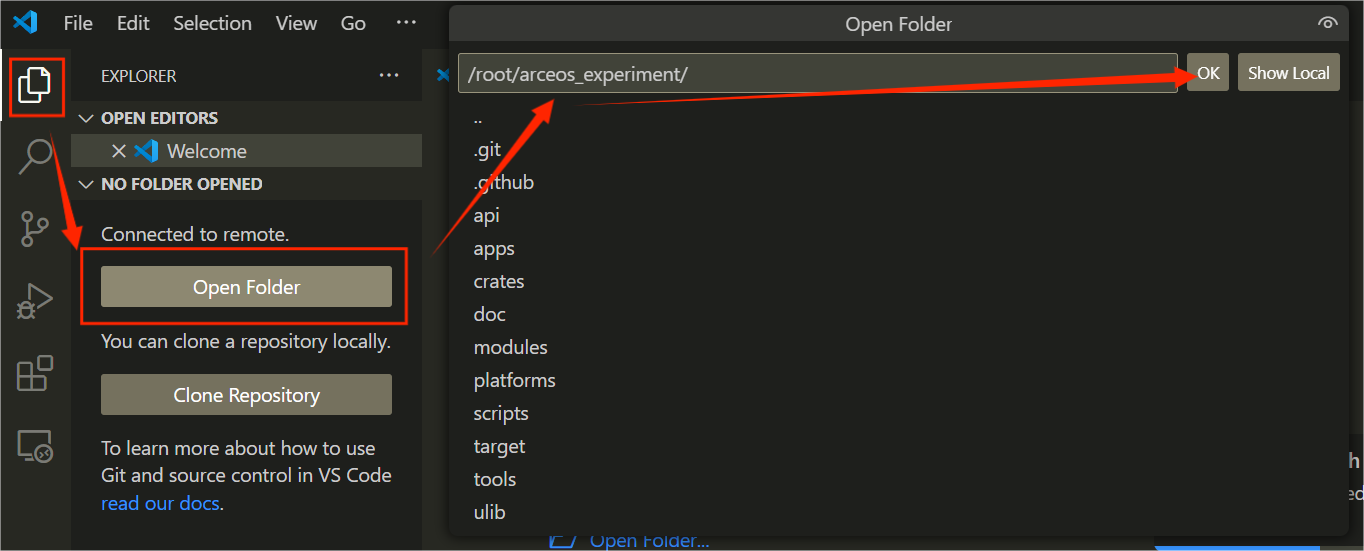 File Edit Selection View Go ···
EXPLORER ···
OPEN EDITORS
Welcome
NO FOLDER OPENED
Connected to remote.
Open Folder
You can clone a repository locally.
Clone Repository
To learn more about how to use
Git and source control in VS Code
read our docs.
Open Folder
/root/arceos_experiment/ OK Show Local
..
.git
.github
api
apps
crates
doc
modules
platforms
scripts
target
tools
ulib
Open Folder...